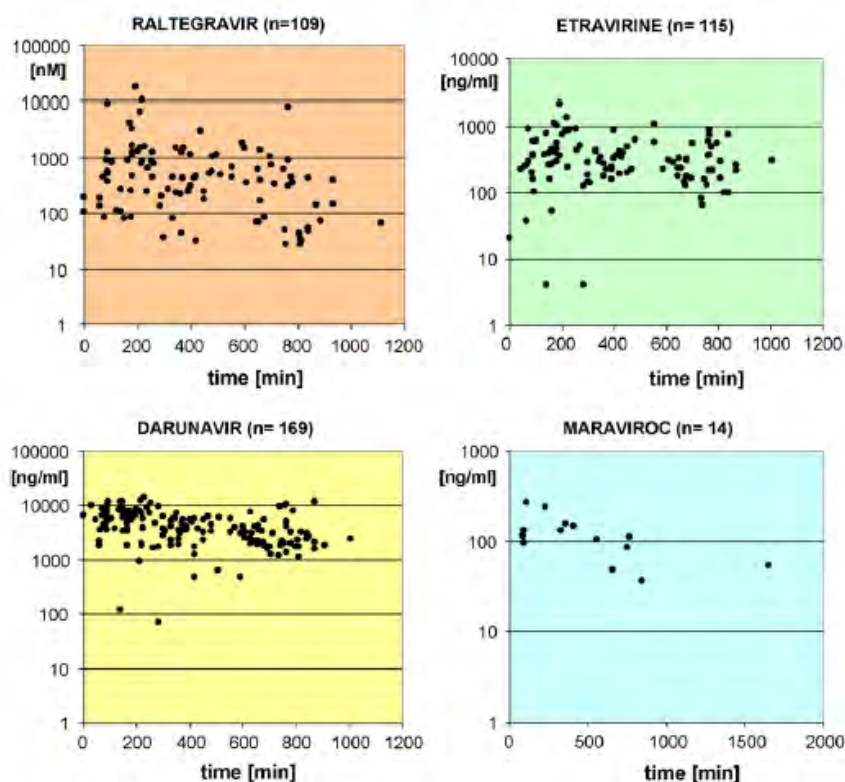 RALTEGRAVIR (n=109)
100000
[nM]
10000
1000
100
10
1
0 200 400 600 800 1000 1200
time [min]
ETRAVIRINE (n= 115)
10000
[ng/ml]
1000
100
10
1
0 200 400 600 800 1000 1200
time [min]
DARUNAVIR (n= 169)
100000
[ng/ml]
10000
1000
100
10
1
0 200 400 600 800 1000 1200
time [min]
MARAVIROC (n= 14)
1000
[ng/ml]
100
10
1
0 500 1000 1500 2000
time [min]